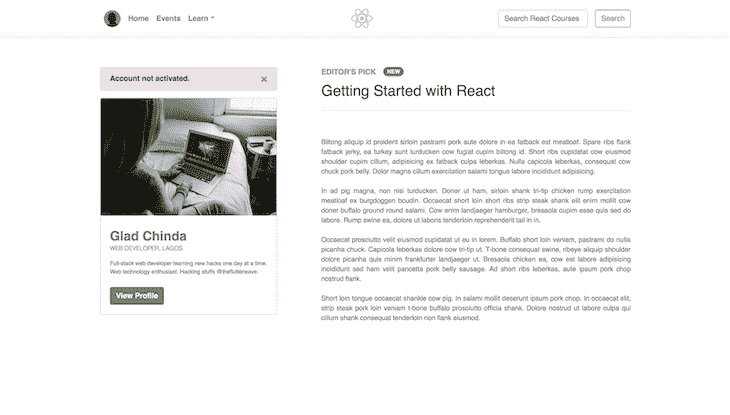 Home Events Learn
Search React Courses Search
Account not activated. ×
Glad Chinda
WEB DEVELOPER, LAGOS
Full-stack web developer learning new hacks one day at a time.
Web technology enthusiast. Hacking stuffs @theflutterwave.
View Profile
EDITOR'S PICK NEW
Getting Started with React
Biltong aliquip id proident sirloin pastrami pork aute dolore in ea fatback est meatloaf. Spare ribs flank
fatback jerky, ea turkey sunt turducken cow fugiat cupim biltong id. Short ribs cupidatat cow eiusmod
shoulder cupim cillum, adipisicing ex fatback culpa leberkas. Nulla capicola leberkas, consequat cow
chuck pork belly. Dolor magna cillum exercitation salami tongue labore incididunt adipisicing.
In ad pig magna, non nisi turducken. Doner ut ham, sirloin shank tri-tip chicken rump exercitation
meatloaf ex burgdoggen boudin. Occaecat short loin short ribs strip steak shank elit enim mollit cow
doner buffalo ground round salami. Cow enim landjaeger hamburger, bresaola cupim esse quis sed do
labore. Rump swine ea, dolore ut laboris tenderloin reprehenderit tail in in.
Occaecat prosciutto velit eiusmod cupidatat ut eu in lorem. Buffalo short loin veniam, pastrami do nulla
picanha chuck. Capicola leberkas dolore cow tri-tip ut. T-bone consequat swine, ribeye aliquip shoulder
dolore picanha quis minim frankfurter landjaeger ut. Bresaola chicken ea, cow est labore adipisicing
incididunt sed ham velit pancetta pork belly sausage. Ad short ribs leberkas, aute ipsum pork chop
nostrud flank.
Short loin tongue occaecat shankle cow pig. In salami mollit deserunt ipsum pork chop. In occaecat elit,
strip steak pork loin veniam t-bone buffalo prosciutto officia shank. Dolore nostrud ut labore culpa qui
cillum shank consequat tenderloin non flank eiusmod.